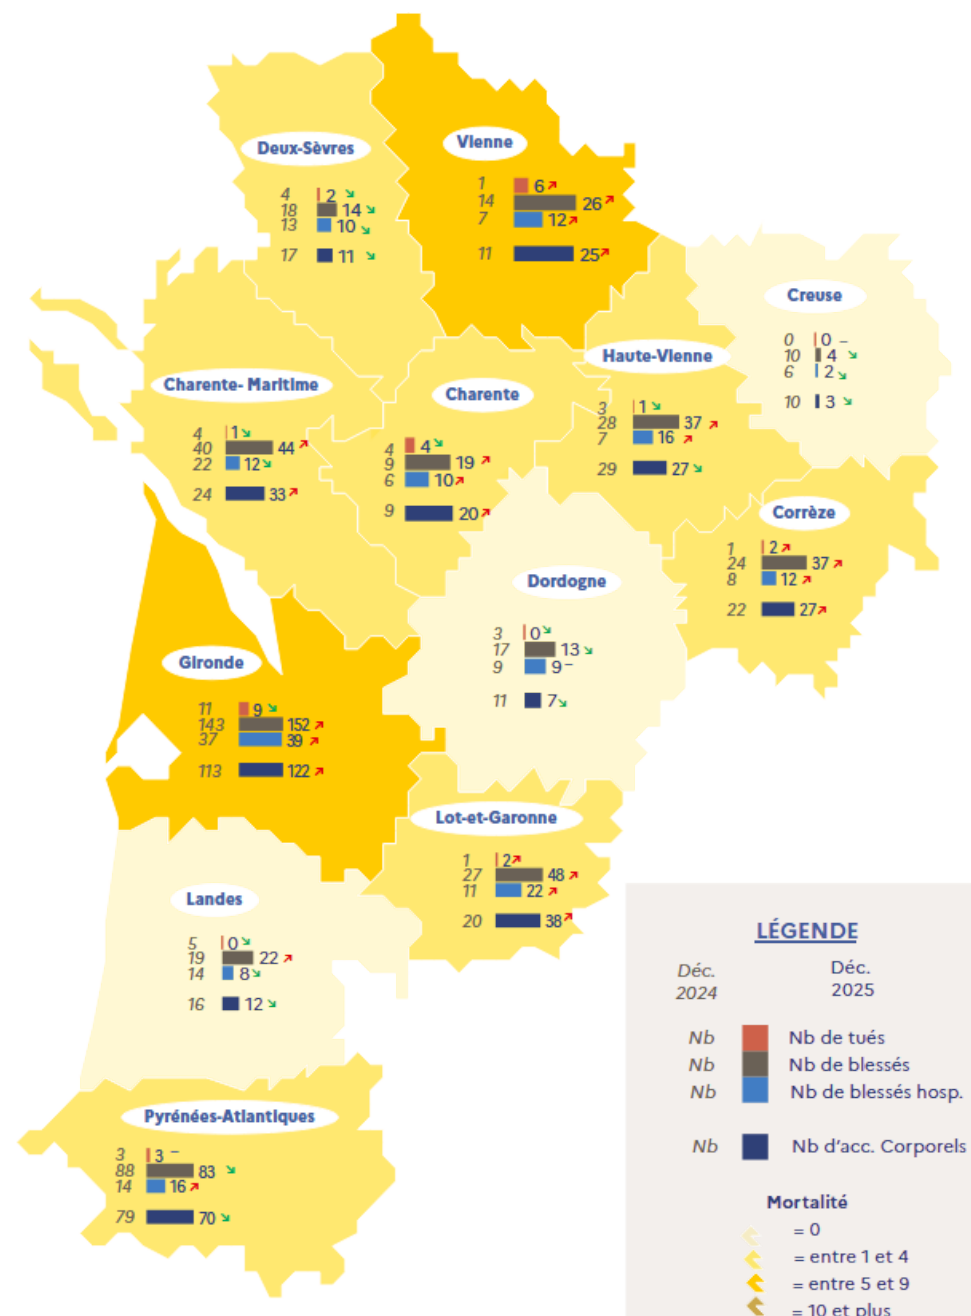 Deux-Sèvres
4 2
18 14
13 10
17 11
Vienne
1 6
14 26
7 12
11 25
Creuse
0 0 –
10 4
6 2
10 3
Haute-Vienne
3 1
28 37
7 16
29 27
Charente- Maritime
4 1
40 44
22 12
24 33
Charente
4 4
9 19
6 10
9 20
Corrèze
1 2
24 37
8 12
22 27
Dordogne
3 0
17 13
9 9 –
11 7
Gironde
11 9
143 152
37 39
113 122
Lot-et-Garonne
1 2
27 48
11 22
20 38
Landes
5 0
19 22
14 8
16 12
Pyrénées-Atlantiques
3 3 –
88 83
14 16
79 70
LÉGENDE
Déc. 2024
Déc. 2025
Nb Nb de tués
Nb Nb de blessés
Nb Nb de blessés hosp.
Nb Nb d'acc. Corporels
Mortalité
= 0
= entre 1 et 4
= entre 5 et 9
= 10 et plus